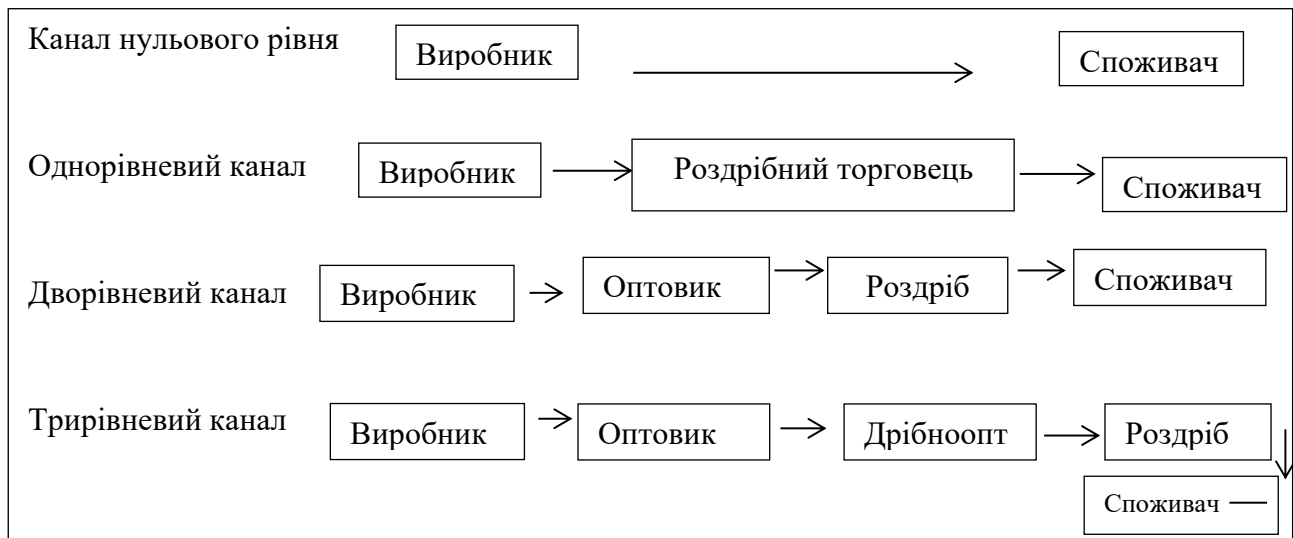 Канал нульового рівня Виробник Споживач
Однорівневий канал Виробник Роздрібний торговець Споживач
Дворівневий канал Виробник Оптовик Роздріб Споживач
Трирівневий канал Виробник Оптовик Дрібноопт Роздріб
Споживач